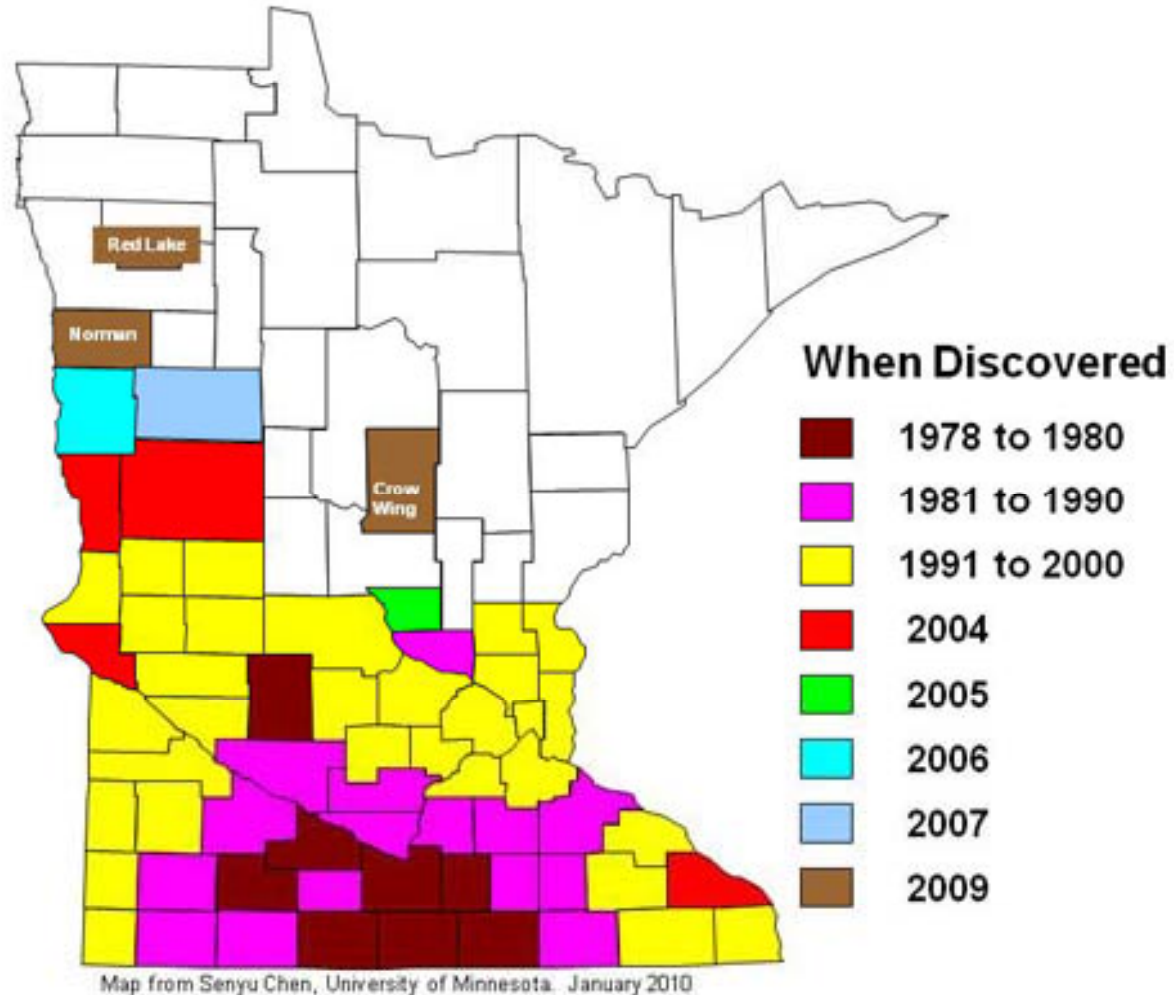 Red Lake
Norman
Crow
Wing
When Discovered
1978 to 1980
1981 to 1990
1991 to 2000
2004
2005
2006
2007
2009
Map from Senyu Chen, University of Minnesota. January 2010